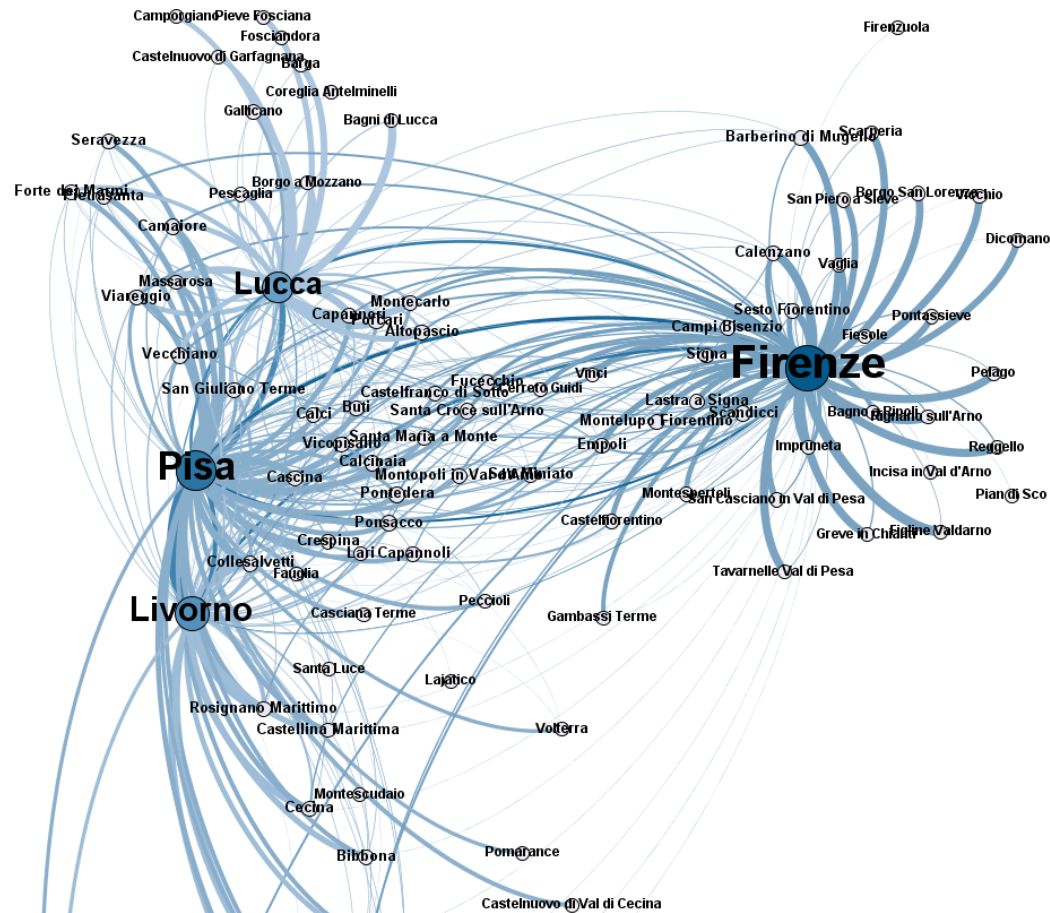 Camporgiano
Pieve Fosciana
Fosciandora
Firenzuola
Castelnuovo di Garfagnana
Barga
Coreglia Antelminelli
Gallicano
Bagni di Lucca
Seravezza
Barberino di Mugello
Scarperia
Forte dei Marmi
Pietrasanta
Pescaglia
Borgo a Mozzano
San Piero a Sieve
Borgo San Lorenzo
Vicchio
Camaiore
Dicomano
Calenzano
Vaglia
Massarosa
Lucca
Viareggio
Montecarlo
Capannori
Porcari
Altopascio
Sesto Fiorentino
Campi Bisenzio
Pontassieve
Fiesole
Vecchiano
Signa
Firenze
San Giuliano Terme
Fucecchio
Vinci
Castelfranco di Sotto
Cerreto Guidi
Pelago
Calci
Buti
Santa Croce sull'Arno
Lastra a Signa
Scandicci
Montelupo Fiorentino
Bagno a Ripoli
Rignano sull'Arno
Vicopisano
Santa Maria a Monte
Empoli
Impruneta
Reggello
Pisa
Calcinaia
Cascina
Montopoli in Val d'Arno
San Miniato
Incisa in Val d'Arno
Pontedera
Montespertoli
San Casciano in Val di Pesa
Pian di Sco
Ponsacco
Castelfiorentino
Greve in Chianti
Figline Valdarno
Crespina
Lari
Capannoli
Collesalvetti
Fauglia
Tavarnelle Val di Pesa
Livorno
Casciana Terme
Peccioli
Gambassi Terme
Santa Luce
Lajatico
Rosignano Marittimo
Castellina Marittima
Volterra
Montescudaio
Cecina
Bibbona
Pomarance
Castelnuovo di Val di Cecina